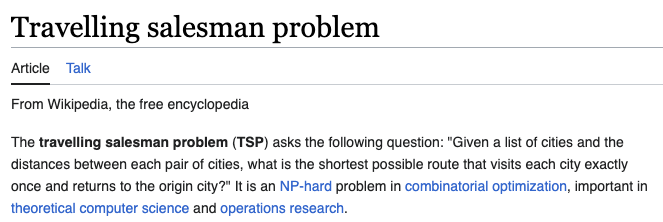 Travelling salesman problem
Article Talk
From Wikipedia, the free encyclopedia
The travelling salesman problem (TSP) asks the following question: "Given a list of cities and the
distances between each pair of cities, what is the shortest possible route that visits each city exactly
once and returns to the origin city?" It is an NP-hard problem in combinatorial optimization, important in
theoretical computer science and operations research.